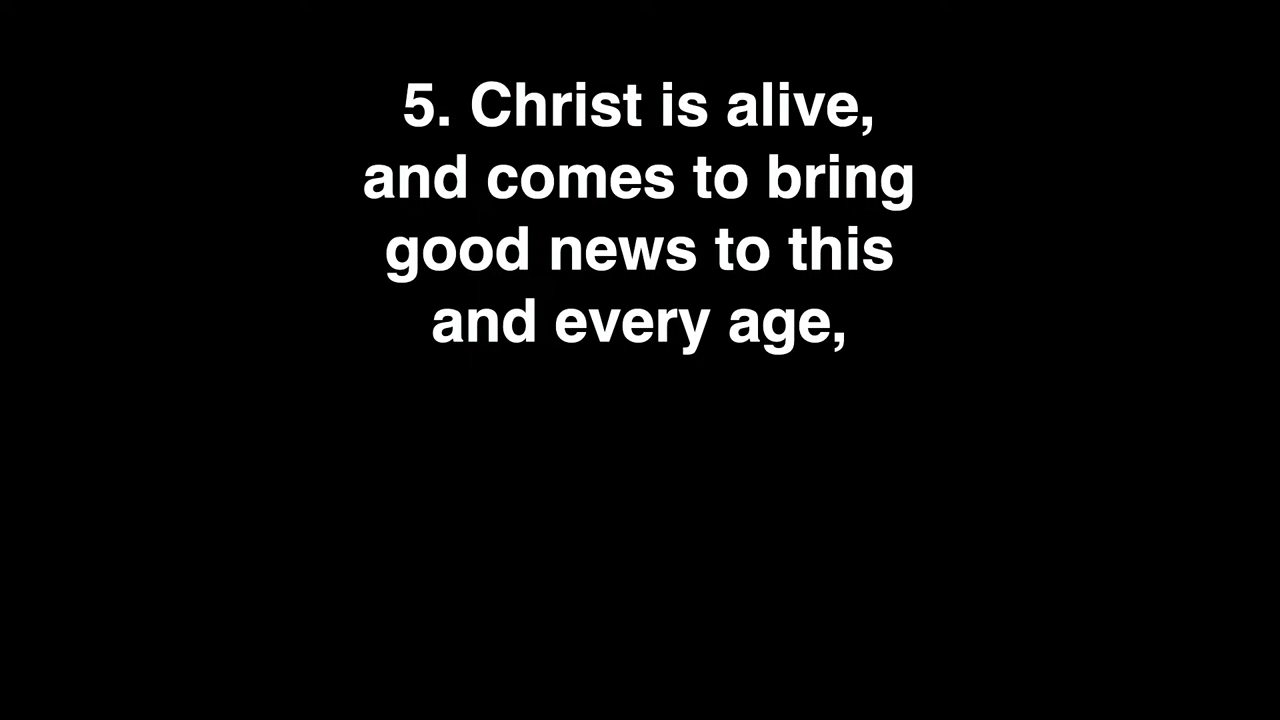 5. Christ is alive,
and comes to bring
good news to this
and every age,